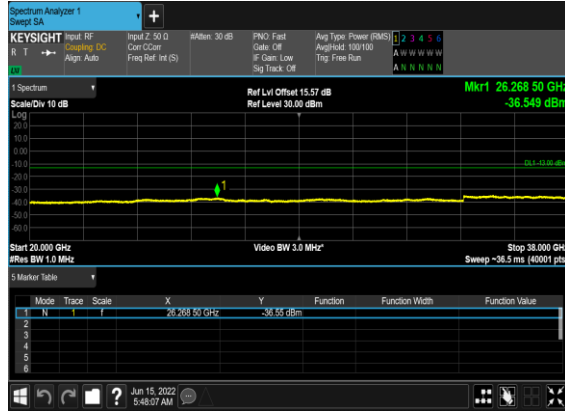 Spectrum Analyzer 1
Swept SA
+
KEYSIGHT Input: RF Input Z: 50 Ω #Atten: 30 dB PNO: Fast Avg Type: Power (RMS) 1 2 3 4 5 6
R T Coupling: DC Corr CCorr Gate: Off Avg|Hold: 100/100 A W W W W W
Align: Auto Freq Ref: Int (S) IF Gain: Low Trig: Free Run
LW Sig Track: Off A N N N N N
1 Spectrum Ref Lvl Offset 15.57 dB Mkr1 26.268 50 GHz
Scale/Div 10 dB Ref Level 30.00 dBm -36.549 dBm
Log
20.0
10.0
0.00
-10.0
DL1 -13.00 dBm
-20.0
-30.0
1
-40.0
-50.0
-60.0
Start 20.000 GHz Video BW 3.0 MHz* Stop 38.000 GHz
#Res BW 1.0 MHz Sweep ~36.5 ms (40001 pts)
5 Marker Table
Mode Trace Scale X Y Function Function Width Function Value
1 N 1 f 26.268 50 GHz -36.55 dBm
2
3
4
5
6
? Jun 15, 2022
5:48:07 AM